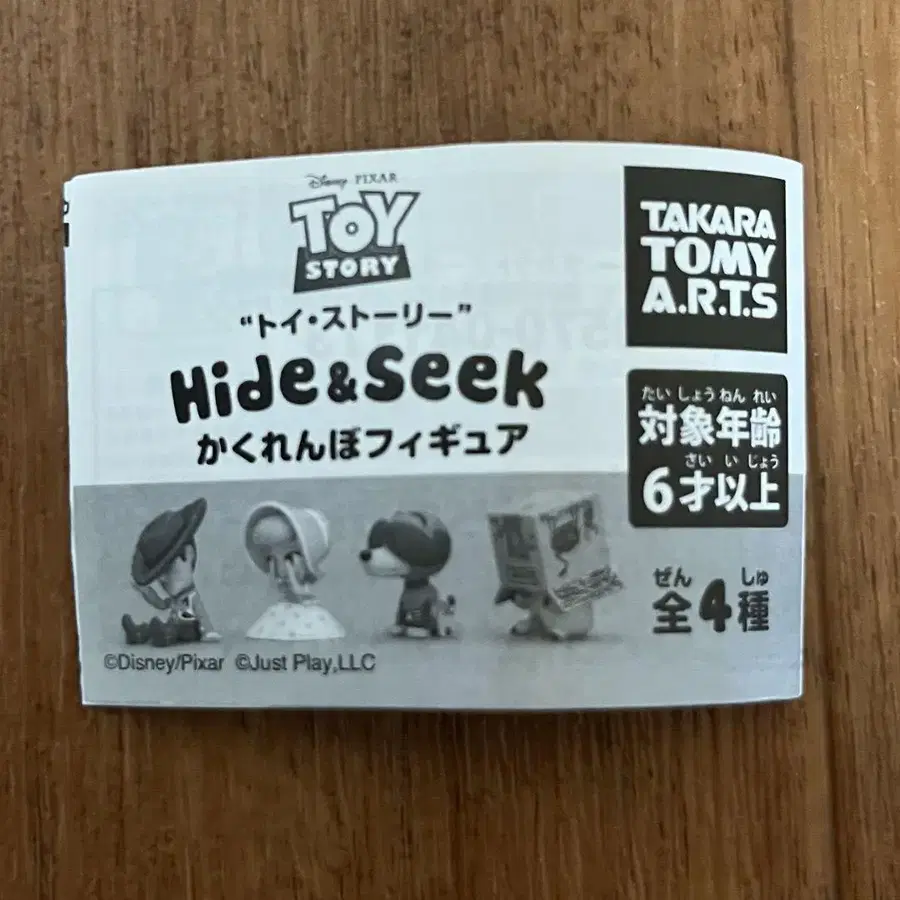 Disney PIXAR
TOY
STORY
“トイ・ストーリー”
Hide&Seek
かくれんぼフィギュア
TAKARA
TOMY
A.R.T.S
たいしょうねんれい
対象年齢
さいいじょう
6才以上
ぜん しゅ
全4種
©Disney/Pixar ©Just Play,LLC